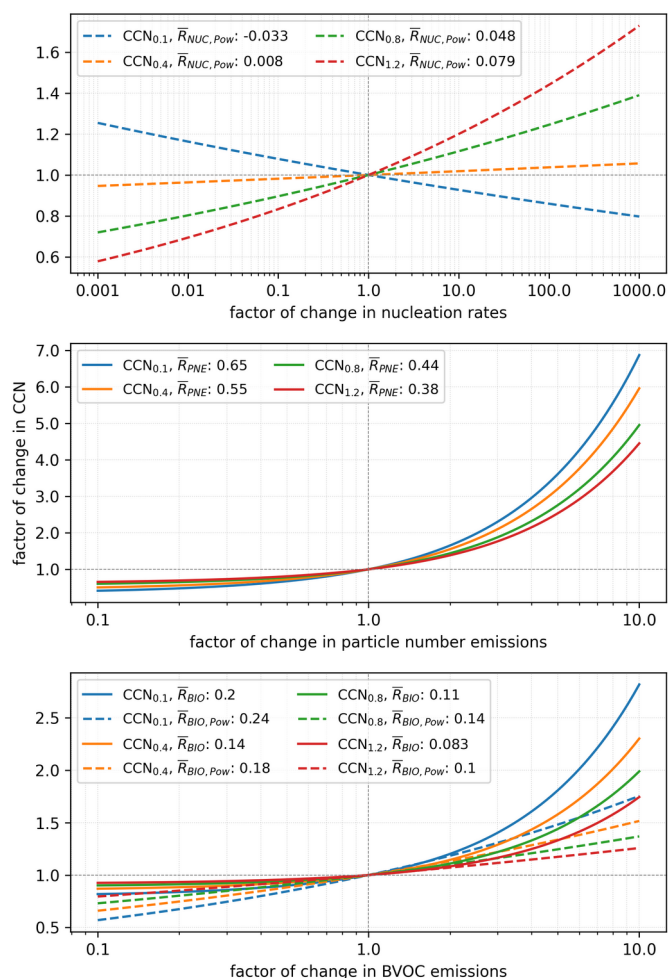 CCN0.1, R̅NUC,Pow: -0.033
CCN0.4, R̅NUC,Pow: 0.008
CCN0.8, R̅NUC,Pow: 0.048
CCN1.2, R̅NUC,Pow: 0.079
1.6
1.4
1.2
1.0
0.8
0.6
0.001 0.01 0.1 1.0 10.0 100.0 1000.0
factor of change in nucleation rates
factor of change in CCN
CCN0.1, R̅PNE: 0.65
CCN0.4, R̅PNE: 0.55
CCN0.8, R̅PNE: 0.44
CCN1.2, R̅PNE: 0.38
7.0
6.0
5.0
4.0
3.0
2.0
1.0
0.1 1.0 10.0
factor of change in particle number emissions
CCN0.1, R̅BIO: 0.2
CCN0.1, R̅BIO,Pow: 0.24
CCN0.4, R̅BIO: 0.14
CCN0.4, R̅BIO,Pow: 0.18
CCN0.8, R̅BIO: 0.11
CCN0.8, R̅BIO,Pow: 0.14
CCN1.2, R̅BIO: 0.083
CCN1.2, R̅BIO,Pow: 0.1
2.5
2.0
1.5
1.0
0.5
0.1 1.0 10.0
factor of change in BVOC emissions